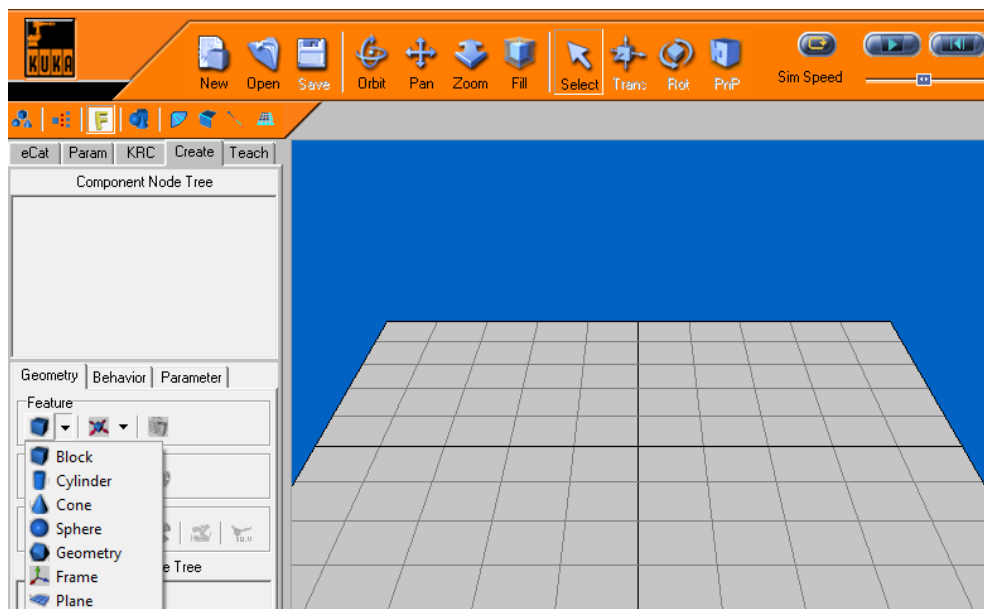 KUKA
New Open Save Orbit Pan Zoom Fill Select Trans Rot PnP Sim Speed
eCat Param KRC Create Teach
Component Node Tree
Geometry Behavior Parameter
Feature
Block
Cylinder
Cone
Sphere
Geometry
Frame
e Tree
Plane